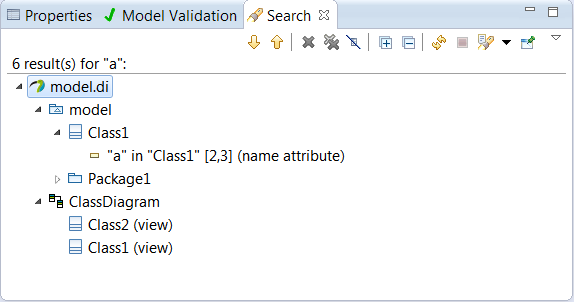 Properties Model Validation Search
6 result(s) for "a":
model.di
model
Class1
"a" in "Class1" [2,3] (name attribute)
Package1
ClassDiagram
Class2 (view)
Class1 (view)